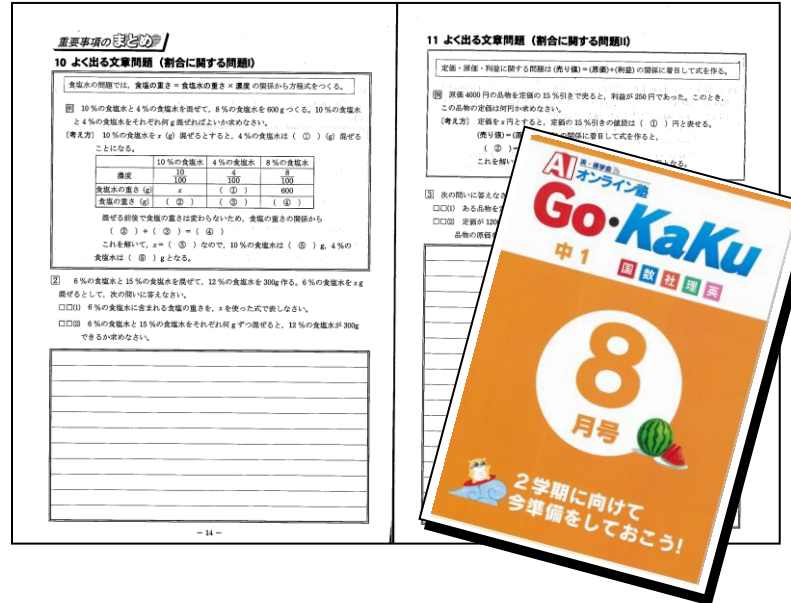 重要事項のまとめ
10 よく出る文章問題(割合に関する問題I)
食塩水の問題では,食塩の重さ = 食塩水の重さ × 濃度 の関係から方程式をつくる。
例 10%の食塩水と4%の食塩水を混ぜて,8%の食塩水を600gつくる。10%の食塩水
と4%の食塩水をそれぞれ何g混ぜればよいか求めなさい。
[考え方] 10%の食塩水をx(g)混ぜるとすると,4%の食塩水は( ① )(g)混ぜる
ことになる。
10%の食塩水 4%の食塩水 8%の食塩水
濃度 10/100 4/100 8/100
食塩水の重さ(g) x ( ① ) 600
食塩の重さ(g) ( ② ) ( ③ ) ( ④ )
混ぜる前後で食塩の重さは変わらないため,食塩の重さの関係から
( ② )+( ③ )=( ④ )
これを解いて,x=( ⑤ )なので,10%の食塩水は( ⑤ )g,4%の
食塩水は( ⑥ )gとなる。
2 6%の食塩水と15%の食塩水を混ぜて,12%の食塩水を300g作る。6%の食塩水をxg
混ぜるとして,次の問いに答えなさい。
□□(1) 6%の食塩水に含まれる食塩の重さを,xを使った式で表しなさい。
□□(2) 6%の食塩水と15%の食塩水をそれぞれ何gずつ混ぜると,12%の食塩水が300g
できるか求めなさい。
- 14 -
11 よく出る文章問題(割合に関する問題II)
定価・原価・利益に関する問題は(売り値)=(原価)+(利益)の関係に着目して式を作る。
例 原価4000円の品物を定価の15%引きで売ると,利益が250円であった。このとき,
この品物の定価は何円か求めなさい。
[考え方] 定価をx円とすると,定価の15%引きの値段は( ① )円と表せる。
(売り値)=(原 の関係に着目して式を作ると,
( ② )=
これを解い となる。
3 次の問いに答えなさ
□□(1) ある品物を定
□□(2) 定価が120
品物の原価
AI
オンライン塾
Go・KaKu
中1
国 数 社 理 英
8
月号
2学期に向けて
今準備をしておこう!